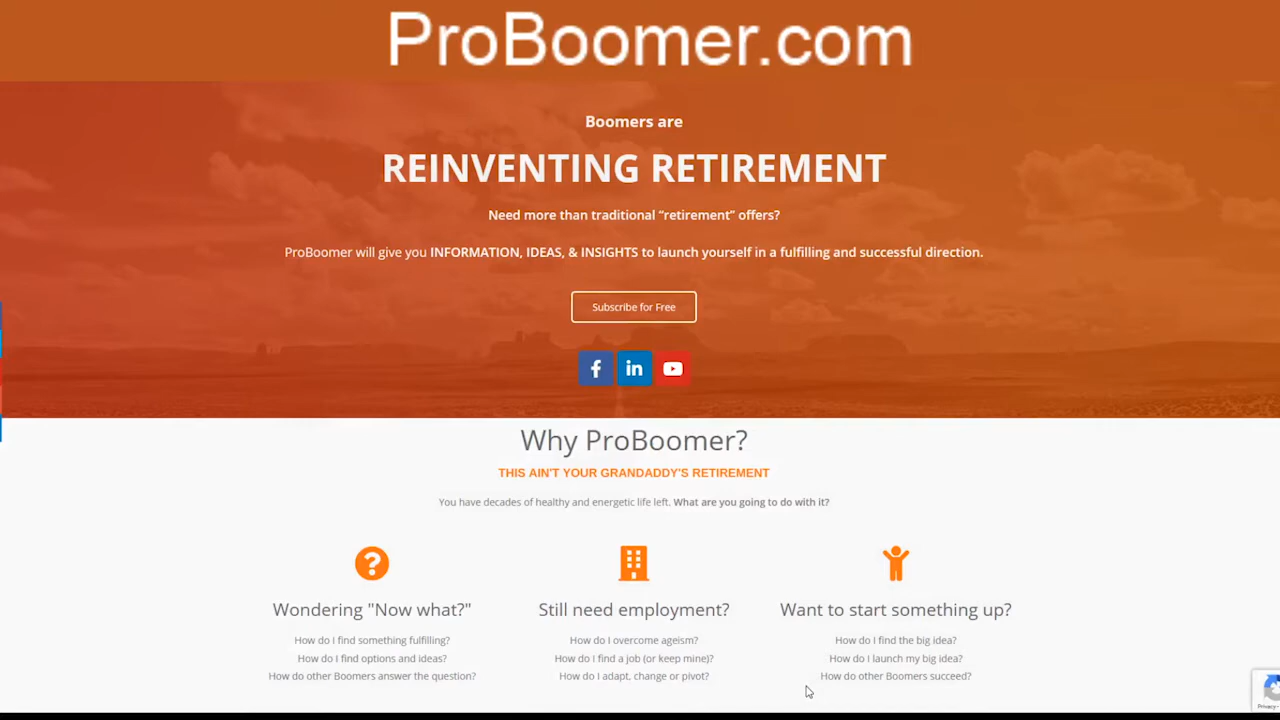 ProBoomer.com
Boomers are
REINVENTING RETIREMENT
Need more than traditional “retirement” offers?
ProBoomer will give you INFORMATION, IDEAS, & INSIGHTS to launch yourself in a fulfilling and successful direction.
Subscribe for Free
Why ProBoomer?
THIS AIN'T YOUR GRANDADDY'S RETIREMENT
You have decades of healthy and energetic life left. What are you going to do with it?
Wondering "Now what?"
How do I find something fulfilling?
How do I find options and ideas?
How do other Boomers answer the question?
Still need employment?
How do I overcome ageism?
How do I find a job (or keep mine)?
How do I adapt, change or pivot?
Want to start something up?
How do I find the big idea?
How do I launch my big idea?
How do other Boomers succeed?
Privacy -